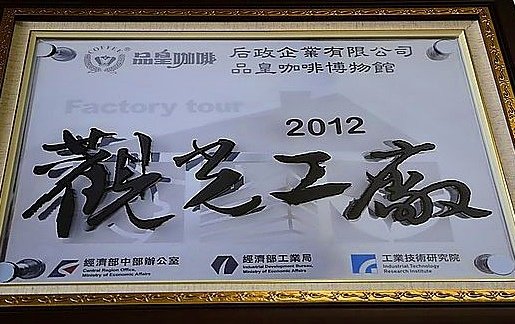 COFFEE
品皇咖啡
后政企業有限公司
品皇咖啡博物館
Factory tour
2012
觀光工廠
經濟部中部辦公室
Central Region Office,
Ministry of Economic Affairs
經濟部工業局
Industrial Development Bureau,
Ministry of Economic Affairs
工業技術研究院
Industrial Technology
Research Institute